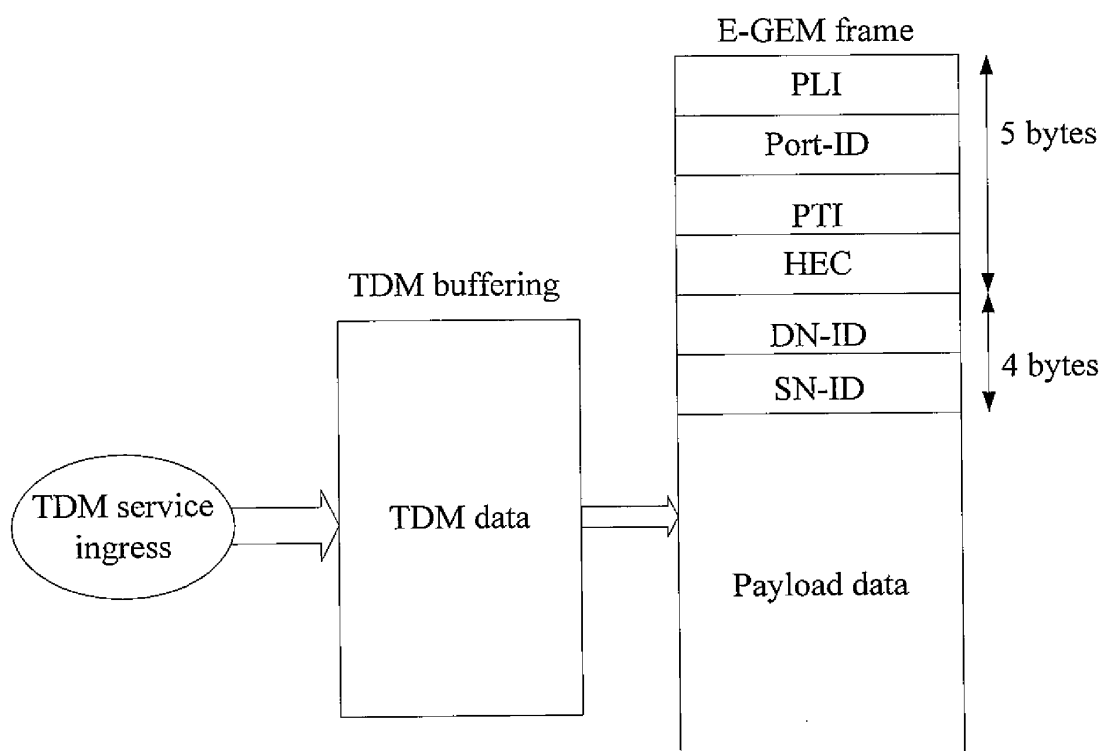 E-GEM frame
PLI
5 bytes
Port-ID
PTI
HEC
TDM buffering
DN-ID
4 bytes
SN-ID
TDM service
ingress
TDM data
Payload data